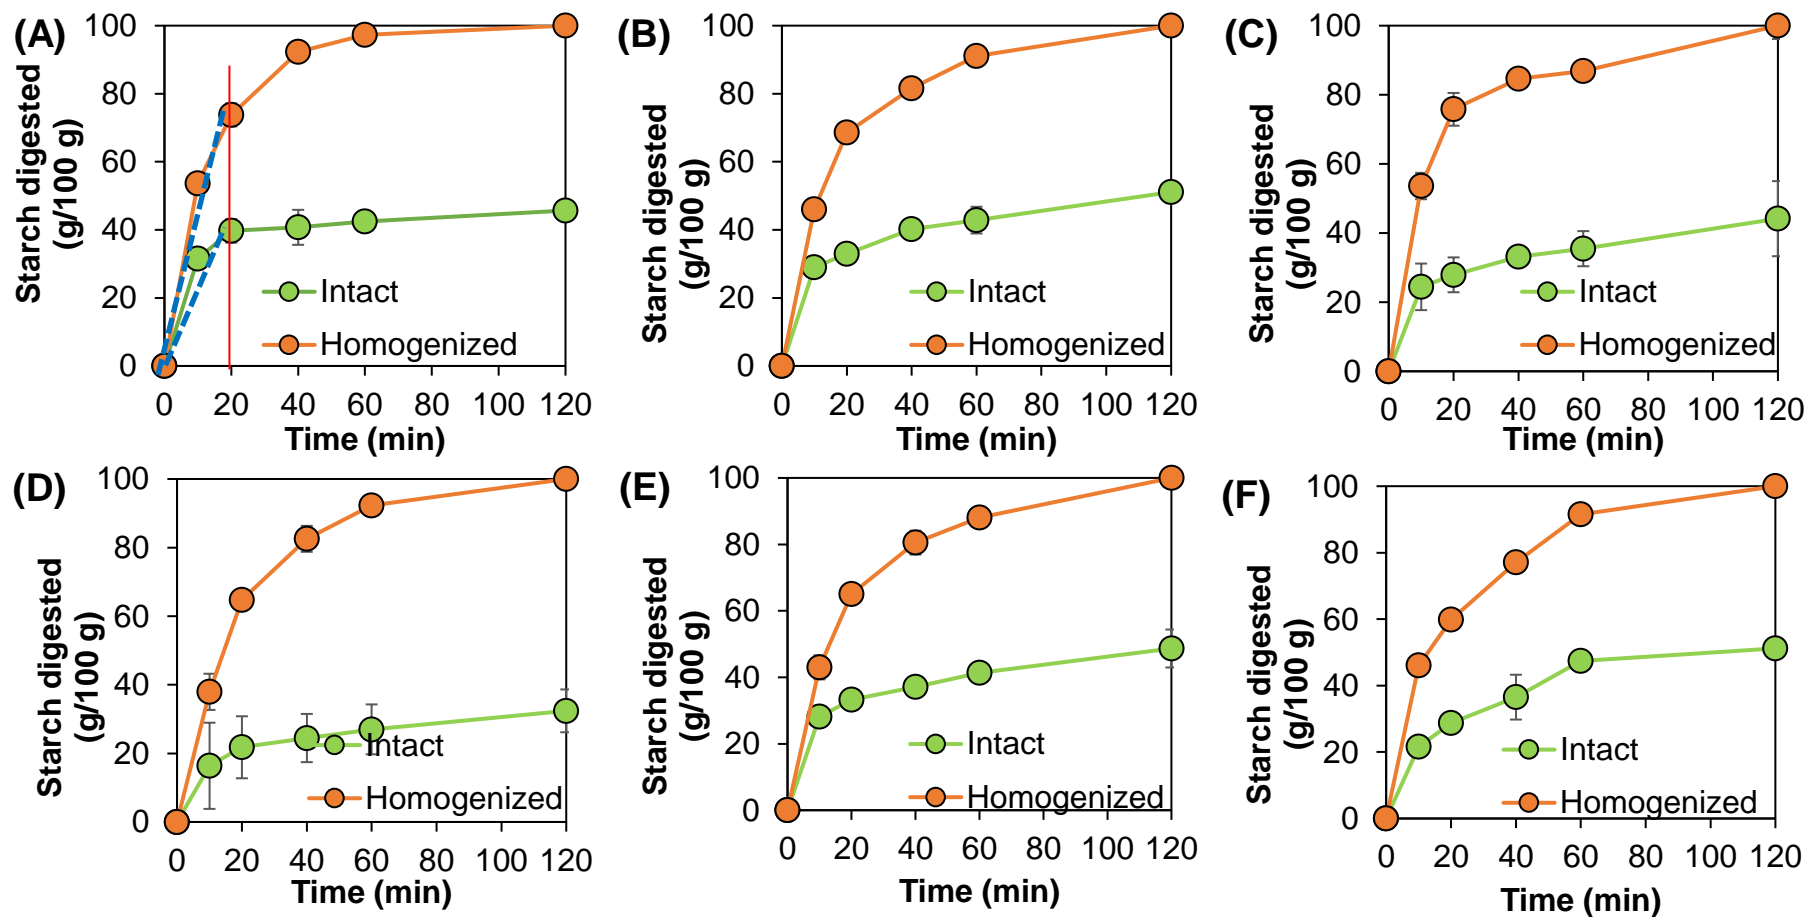 (A)
Starch digested
(g/100 g)
100
80
60
40
20
0
Intact
Homogenized
0 20 40 60 80 100 120
Time (min)
(B)
Starch digested
(g/100 g)
100
80
60
40
20
0
Intact
Homogenized
0 20 40 60 80 100 120
Time (min)
(C)
Starch digested
(g/100 g)
100
80
60
40
20
0
Intact
Homogenized
0 20 40 60 80 100 120
Time (min)
(D)
Starch digested
(g/100 g)
100
80
60
40
20
0
Intact
Homogenized
0 20 40 60 80 100 120
Time (min)
(E)
Starch digested
(g/100 g)
100
80
60
40
20
0
Intact
Homogenized
0 20 40 60 80 100 120
Time (min)
(F)
Starch digested
(g/100 g)
100
80
60
40
20
0
Intact
Homogenized
0 20 40 60 80 100 120
Time (min)